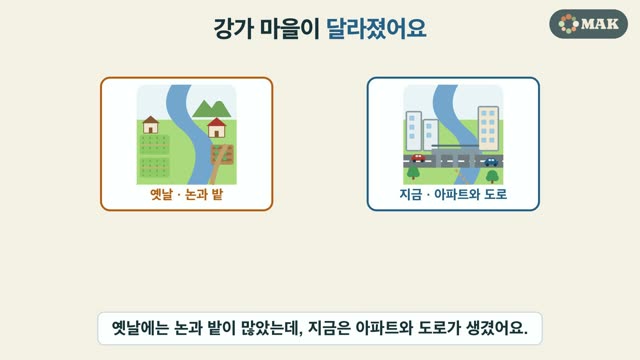 강가 마을이 달라졌어요
MAK
옛날 · 논과 밭
지금 · 아파트와 도로
옛날에는 논과 밭이 많았는데, 지금은 아파트와 도로가 생겼어요.